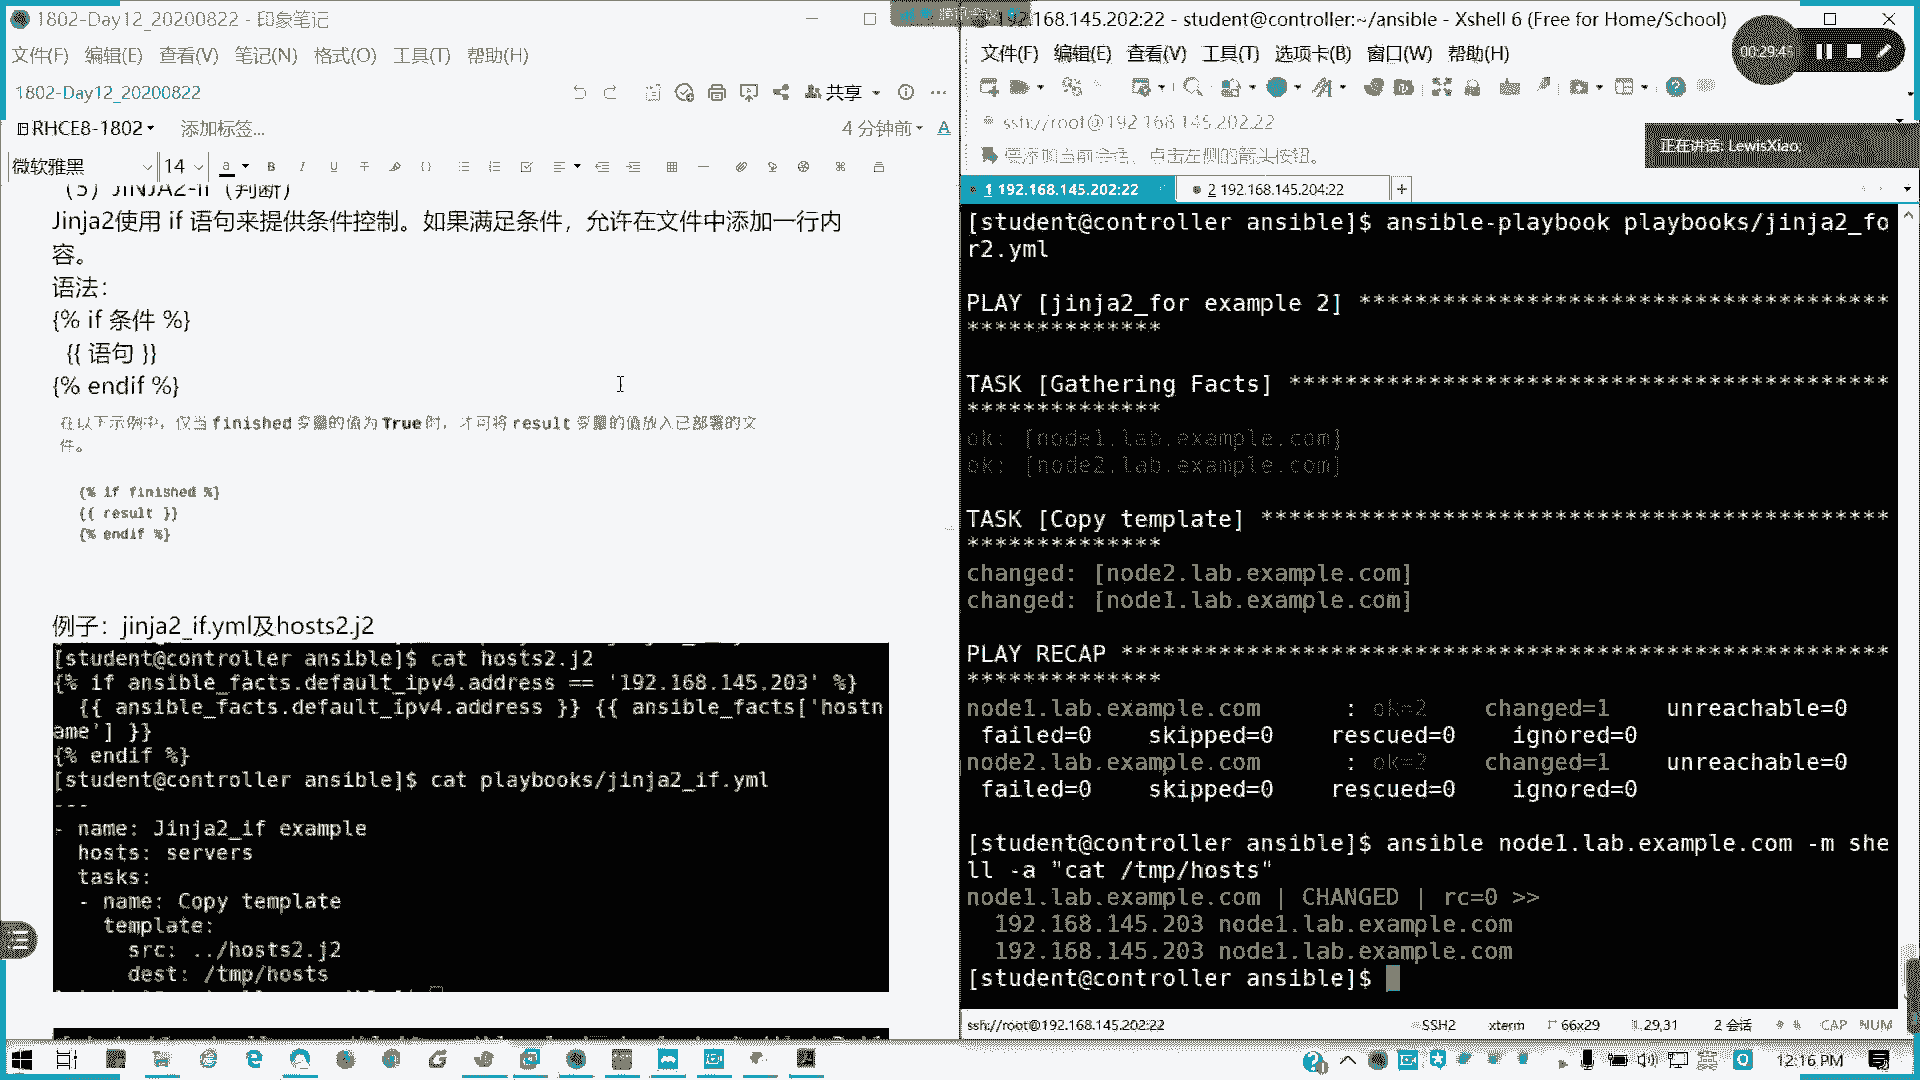 1802-Day12_20200822 - 印象笔记
文件(F) 编辑(E) 查看(V) 笔记(N) 格式(O) 工具(T) 帮助(H)
1802-Day12_20200822
共享
RHCE8-1802
添加标签...
4 分钟前
微软雅黑 14
（5）JINJA2-if（判断）
Jinja2使用 if 语句来提供条件控制。如果满足条件，允许在文件中添加一行内
容。
语法：
{% if 条件 %}
{{ 语句 }}
{% endif %}
在以下示例中，仅当 finished 变量的值为 True 时，才可将 result 变量的值放入已部署的文
件。
{% if finished %}
{{ result }}
{% endif %}
例子：jinja2_if.yml及hosts2.j2
[student@controller ansible]$ cat hosts2.j2
{% if ansible_facts.default_ipv4.address == '192.168.145.203' %}
{{ ansible_facts.default_ipv4.address }} {{ ansible_facts['hostn
ame'] }}
{% endif %}
[student@controller ansible]$ cat playbooks/jinja2_if.yml
---
- name: Jinja2_if example
hosts: servers
tasks:
- name: Copy template
template:
src: ../hosts2.j2
dest: /tmp/hosts
192.168.145.202:22 - student@controller:~/ansible - Xshell 6 (Free for Home/School)
文件(F) 编辑(E) 查看(V) 工具(T) 选项卡(B) 窗口(W) 帮助(H)
00:29:45
ssh://root@192.168.145.202:22
要添加当前会话，点击左侧的箭头按钮。
正在讲话: LewisXiao;
1 192.168.145.202:22
2 192.168.145.204:22
[student@controller ansible]$ ansible-playbook playbooks/jinja2_fo
r2.yml
PLAY [jinja2_for example 2] ***************************************
**************
TASK [Gathering Facts] ********************************************
**************
ok: [node1.lab.example.com]
ok: [node2.lab.example.com]
TASK [Copy template] **********************************************
**************
changed: [node2.lab.example.com]
changed: [node1.lab.example.com]
PLAY RECAP ********************************************************
**************
node1.lab.example.com : ok=2 changed=1 unreachable=0
failed=0 skipped=0 rescued=0 ignored=0
node2.lab.example.com : ok=2 changed=1 unreachable=0
failed=0 skipped=0 rescued=0 ignored=0
[student@controller ansible]$ ansible node1.lab.example.com -m she
ll -a "cat /tmp/hosts"
node1.lab.example.com | CHANGED | rc=0 >>
192.168.145.203 node1.lab.example.com
192.168.145.203 node1.lab.example.com
[student@controller ansible]$
ssh://root@192.168.145.202:22 SSH2 xterm 66x29 29,31 2 会话 CAP NUM
12:16 PM